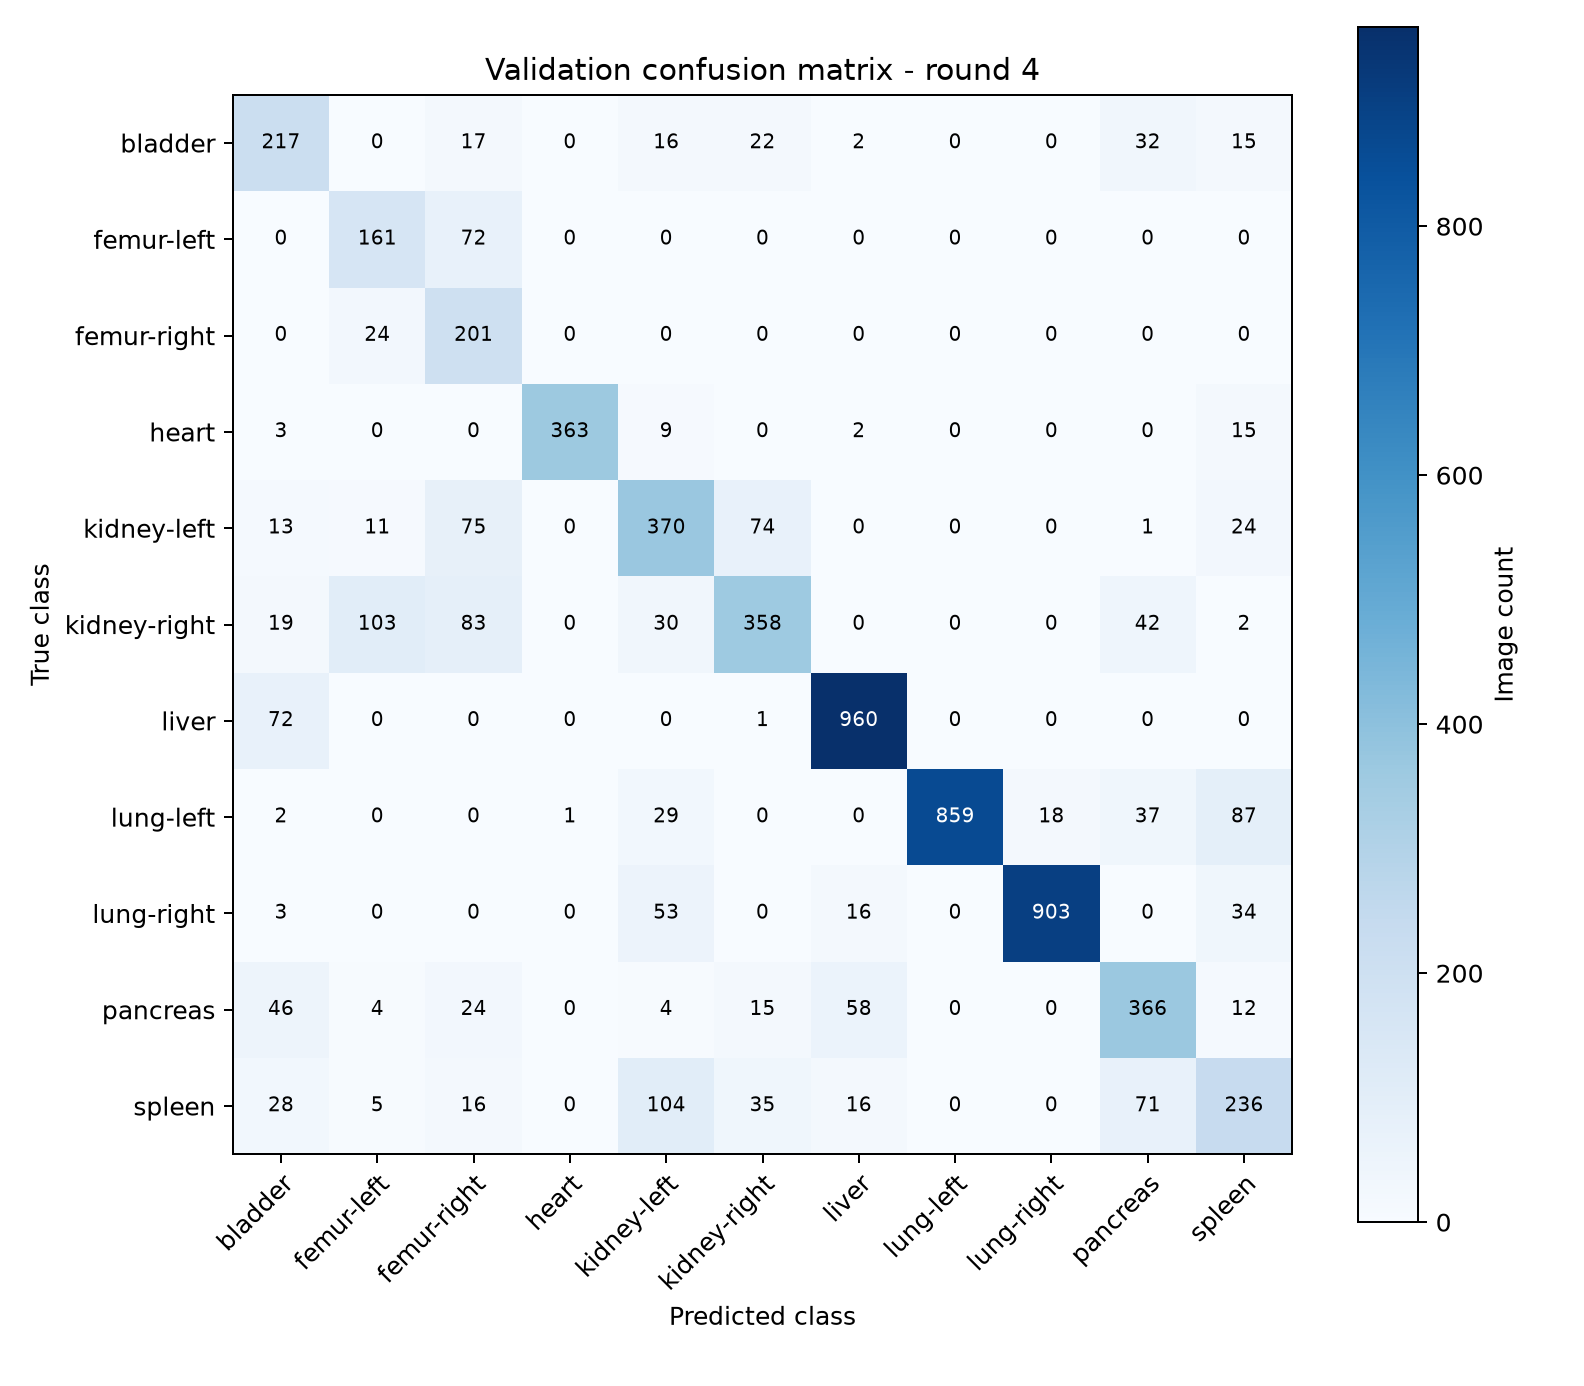 Validation confusion matrix - round 4
bladder 217 0 17 0 16 22 2 0 0 32 15
femur-left 0 161 72 0 0 0 0 0 0 0 0
femur-right 0 24 201 0 0 0 0 0 0 0 0
heart 3 0 0 363 9 0 2 0 0 0 15
kidney-left 13 11 75 0 370 74 0 0 0 1 24
kidney-right 19 103 83 0 30 358 0 0 0 42 2
liver 72 0 0 0 0 1 960 0 0 0 0
lung-left 2 0 0 1 29 0 0 859 18 37 87
lung-right 3 0 0 0 53 0 16 0 903 0 34
pancreas 46 4 24 0 4 15 58 0 0 366 12
spleen 28 5 16 0 104 35 16 0 0 71 236
bladder femur-left femur-right heart kidney-left kidney-right liver lung-left lung-right pancreas spleen
Predicted class
True class
800
600
400
200
0
Image count